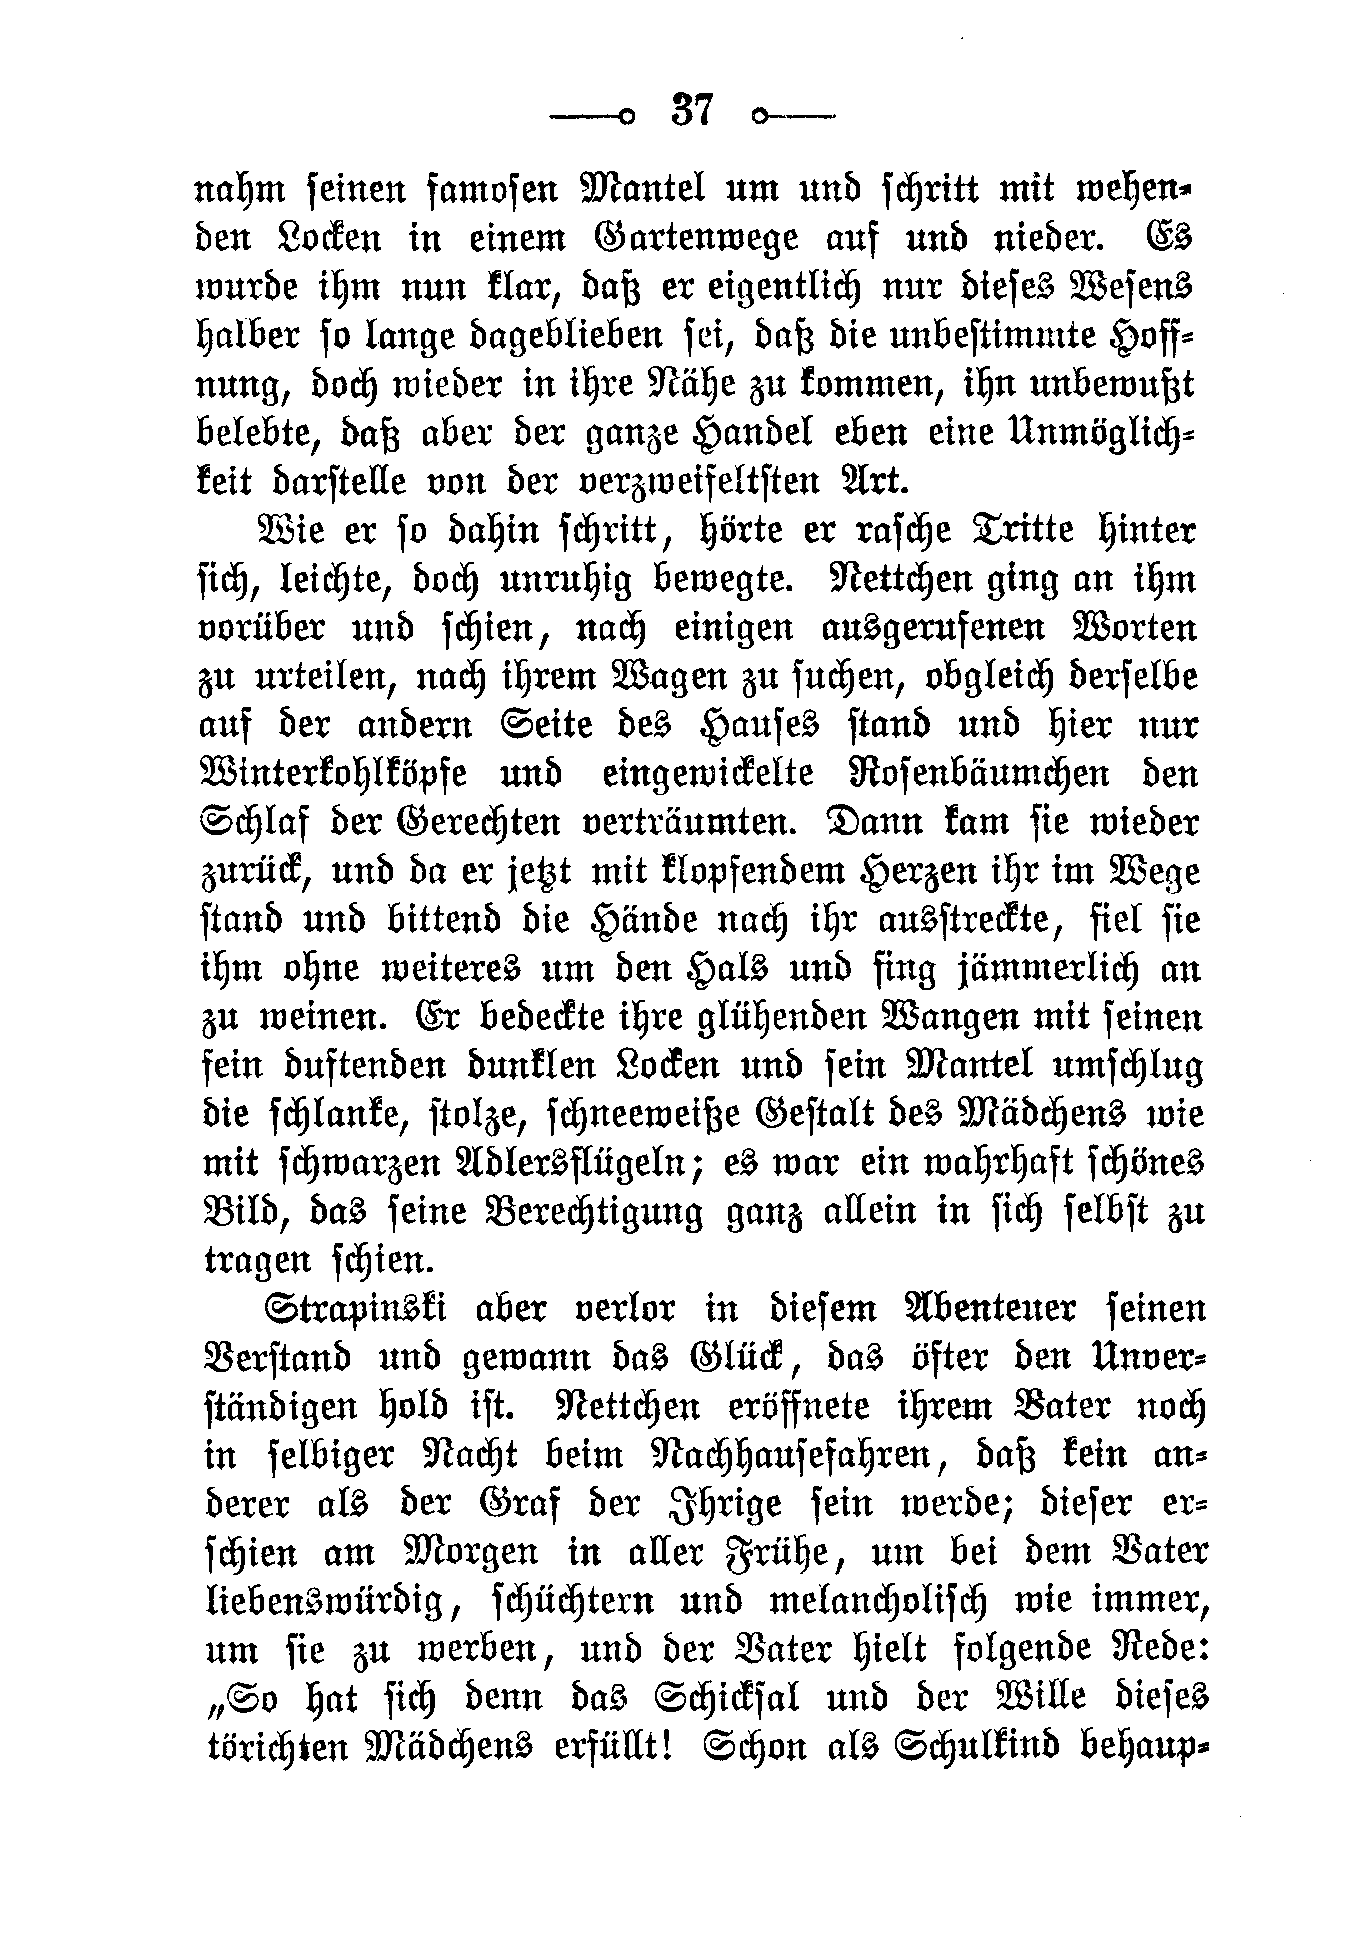 37
nahm seinen famosen Mantel um und schritt mit wehen-
den Locken in einem Gartenwege auf und nieder. Es
wurde ihm nun klar, daß er eigentlich nur dieses Wesens
halber so lange dageblieben sei, daß die unbestimmte Hoff-
nung, doch wieder in ihre Nähe zu kommen, ihn unbewußt
belebte, daß aber der ganze Handel eben eine Unmöglich-
keit darstelle von der verzweifeltsten Art.
Wie er so dahin schritt, hörte er rasche Tritte hinter
sich, leichte, doch unruhig bewegte. Nettchen ging an ihm
vorüber und schien, nach einigen ausgerufenen Worten
zu urteilen, nach ihrem Wagen zu suchen, obgleich derselbe
auf der andern Seite des Hauses stand und hier nur
Winterkohlköpfe und eingewickelte Rosenbäumchen den
Schlaf der Gerechten verträumten. Dann kam sie wieder
zurück, und da er jetzt mit klopfendem Herzen ihr im Wege
stand und bittend die Hände nach ihr ausstreckte, fiel sie
ihm ohne weiteres um den Hals und fing jämmerlich an
zu weinen. Er bedeckte ihre glühenden Wangen mit seinen
fein duftenden dunklen Locken und sein Mantel umschlug
die schlanke, stolze, schneeweiße Gestalt des Mädchens wie
mit schwarzen Adlersflügeln; es war ein wahrhaft schönes
Bild, das seine Berechtigung ganz allein in sich selbst zu
tragen schien.
Strapinski aber verlor in diesem Abenteuer seinen
Verstand und gewann das Glück, das öfter den Unver-
ständigen hold ist. Nettchen eröffnete ihrem Vater noch
in selbiger Nacht beim Nachhausefahren, daß kein an-
derer als der Graf der Ihrige sein werde; dieser er-
schien am Morgen in aller Frühe, um bei dem Vater
liebenswürdig, schüchtern und melancholisch wie immer,
um sie zu werben, und der Vater hielt folgende Rede:
„So hat sich denn das Schicksal und der Wille dieses
törichten Mädchens erfüllt! Schon als Schulkind behaup-